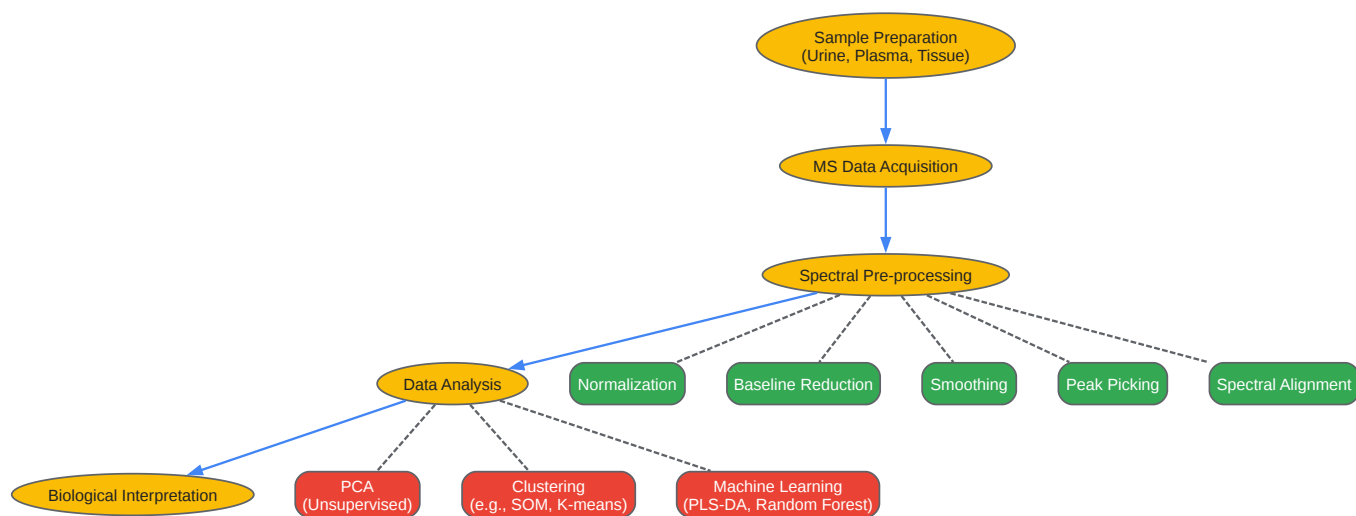 Sample Preparation
(Urine, Plasma, Tissue)
MS Data Acquisition
Spectral Pre-processing
Data Analysis
Normalization
Baseline Reduction
Smoothing
Peak Picking
Spectral Alignment
Biological Interpretation
PCA
(Unsupervised)
Clustering
(e.g., SOM, K-means)
Machine Learning
(PLS-DA, Random Forest)